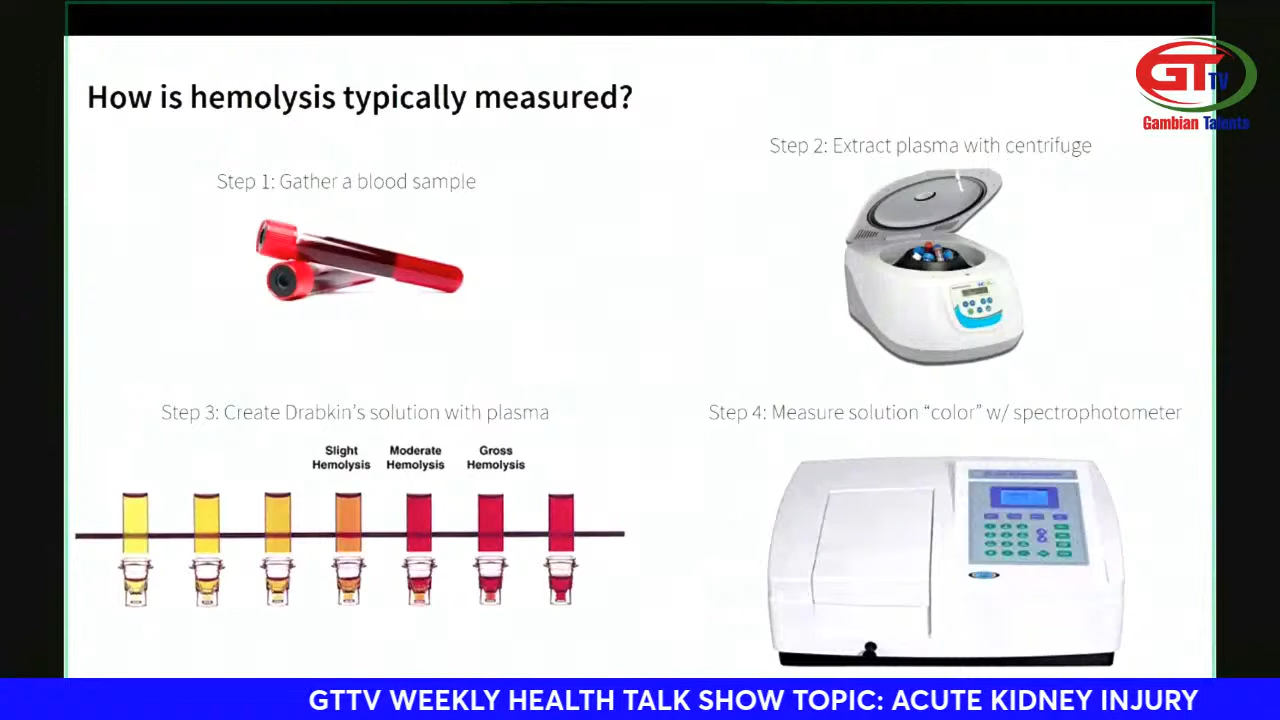 How is hemolysis typically measured?
GT TV
Gambian Talents
Step 1: Gather a blood sample
Step 2: Extract plasma with centrifuge
Step 3: Create Drabkin's solution with plasma
Step 4: Measure solution “color” w/ spectrophotometer
Slight Hemolysis
Moderate Hemolysis
Gross Hemolysis
GTTV WEEKLY HEALTH TALK SHOW TOPIC: ACUTE KIDNEY INJURY